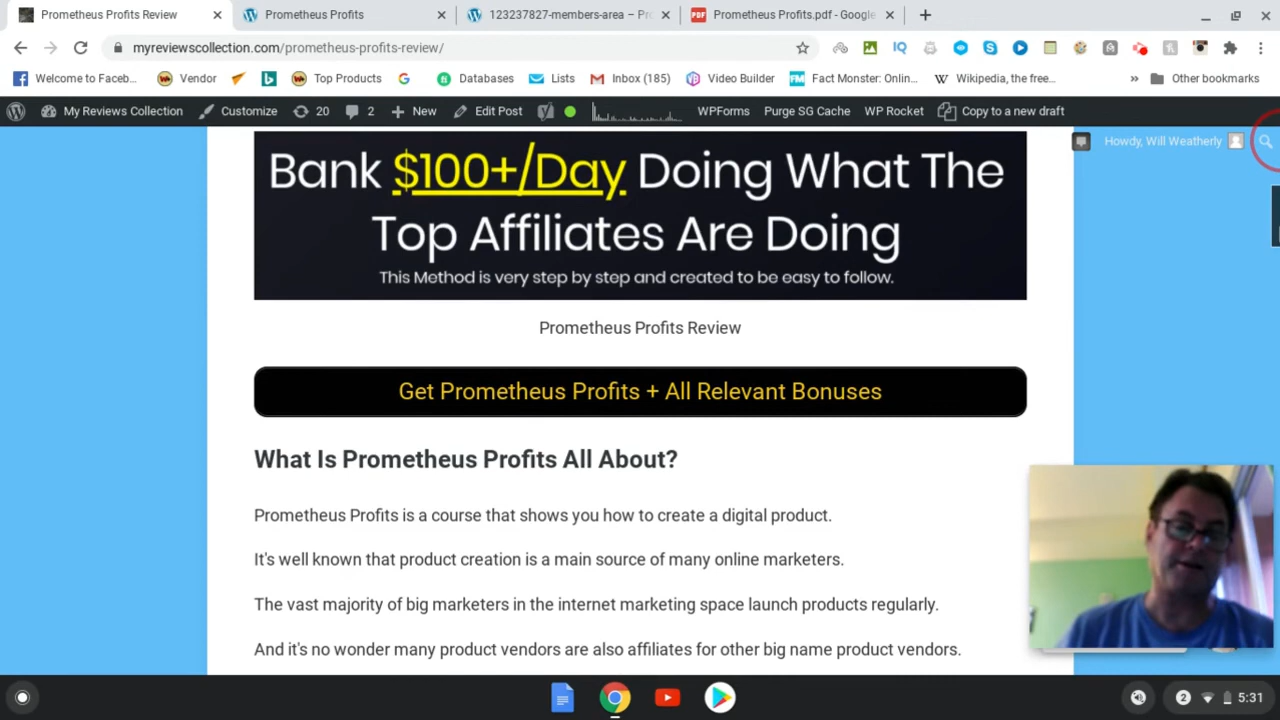 Prometheus Profits Review
Prometheus Profits
123237827-members-area – Pro
Prometheus Profits.pdf - Google
myreviewscollection.com/prometheus-profits-review/
Welcome to Faceb...
Vendor
Top Products
Databases
Lists
Inbox (185)
Video Builder
Fact Monster: Onlin...
Wikipedia, the free...
Other bookmarks
My Reviews Collection
Customize
20
2
New
Edit Post
WPForms
Purge SG Cache
WP Rocket
Copy to a new draft
Howdy, Will Weatherly
Bank $100+/Day Doing What The
Top Affiliates Are Doing
This Method is very step by step and created to be easy to follow.
Prometheus Profits Review
Get Prometheus Profits + All Relevant Bonuses
What Is Prometheus Profits All About?
Prometheus Profits is a course that shows you how to create a digital product.
It's well known that product creation is a main source of many online marketers.
The vast majority of big marketers in the internet marketing space launch products regularly.
And it's no wonder many product vendors are also affiliates for other big name product vendors.
2
5:31